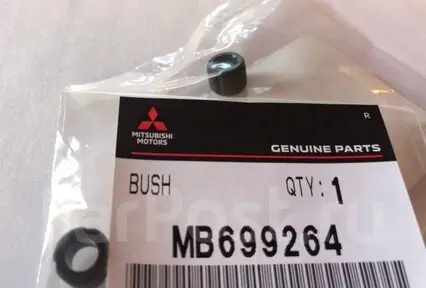 R
MITSUBISHI
MOTORS
GENUINE PARTS
BUSH QTY: 1
MB699264